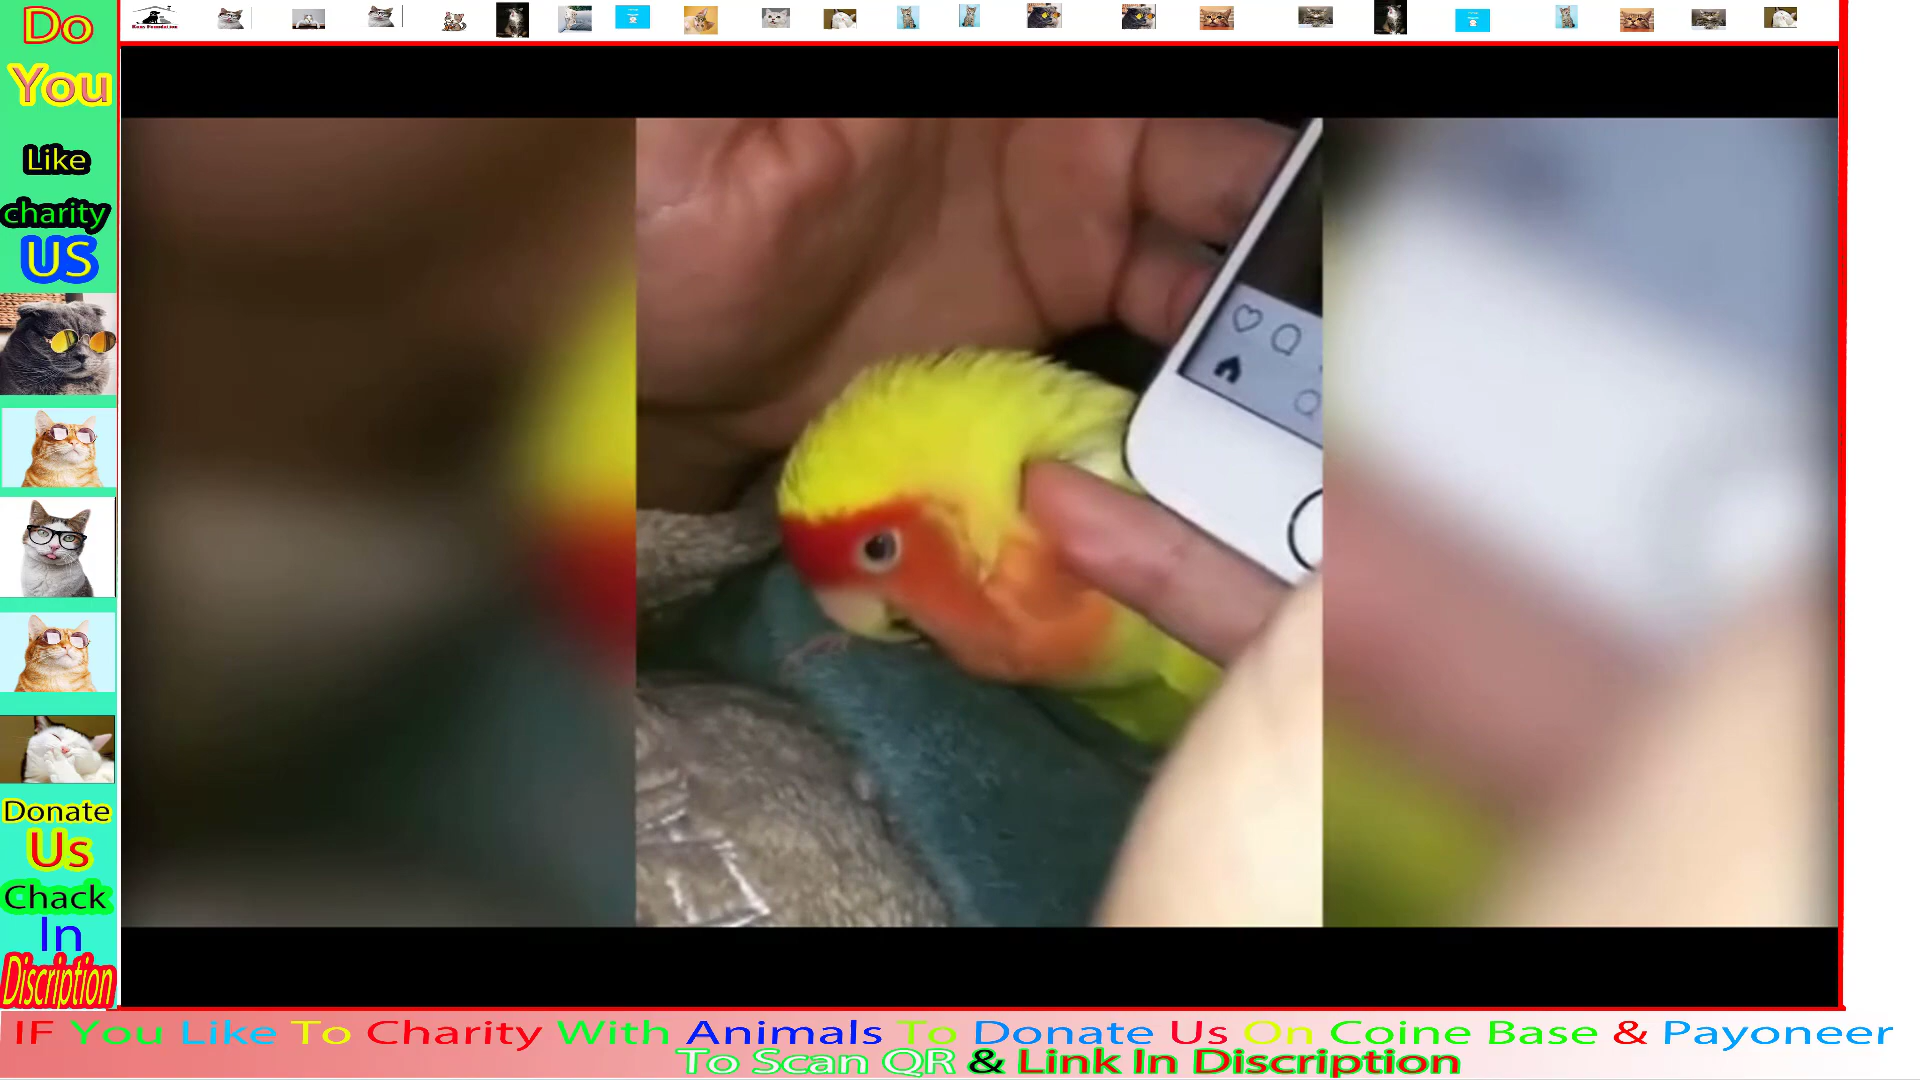 Do
You
Like
charity
US
Donate
Us
Chack
In
Discription
IF You Like To Charity With Animals To Donate Us On Coine Base & Payoneer
To Scan QR & Link In Discription